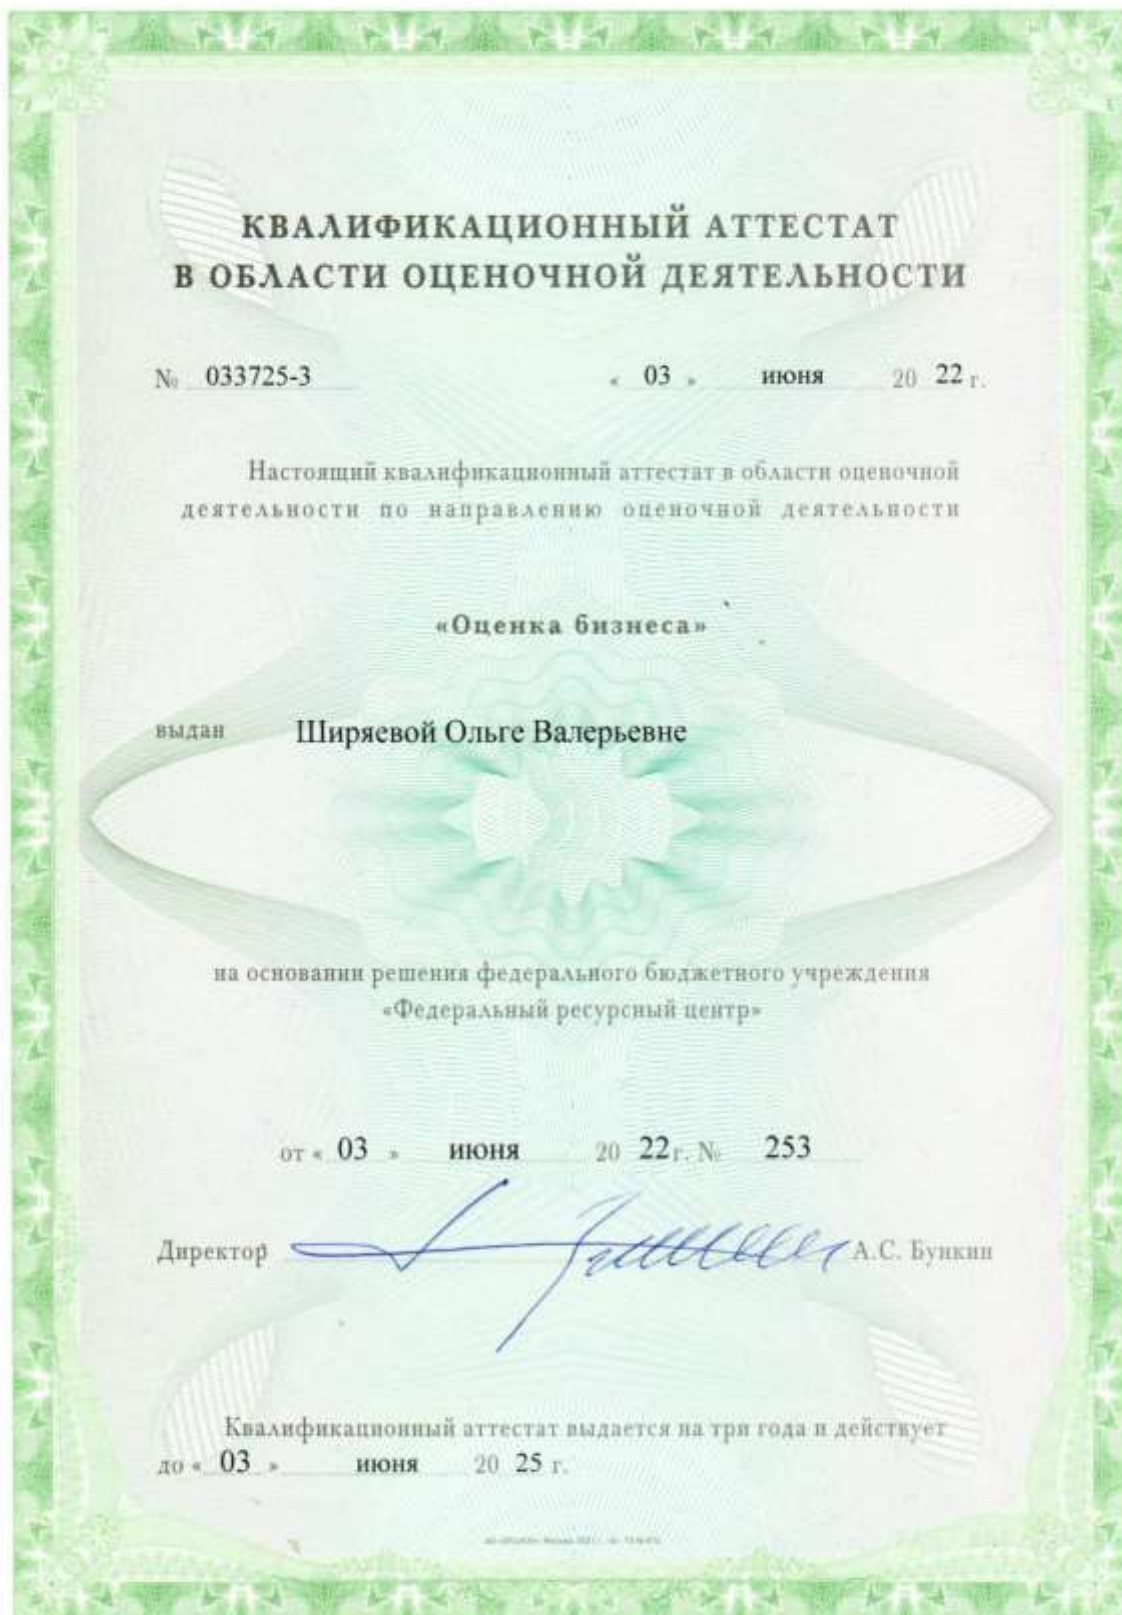 КВАЛИФИКАЦИОННЫЙ АТТЕСТАТ
В ОБЛАСТИ ОЦЕНОЧНОЙ ДЕЯТЕЛЬНОСТИ
№ 033725-3 « 03 » июня 20 22 г.
Настоящий квалификационный аттестат в области оценочной
деятельности по направлению оценочной деятельности
«Оценка бизнеса»
выдан Ширяевой Ольге Валерьевне
на основании решения федерального бюджетного учреждения
«Федеральный ресурсный центр»
от « 03 » июня 20 22 г. № 253
Директор А.С. Бункин
Квалификационный аттестат выдается на три года и действует
до « 03 » июня 20 25 г.